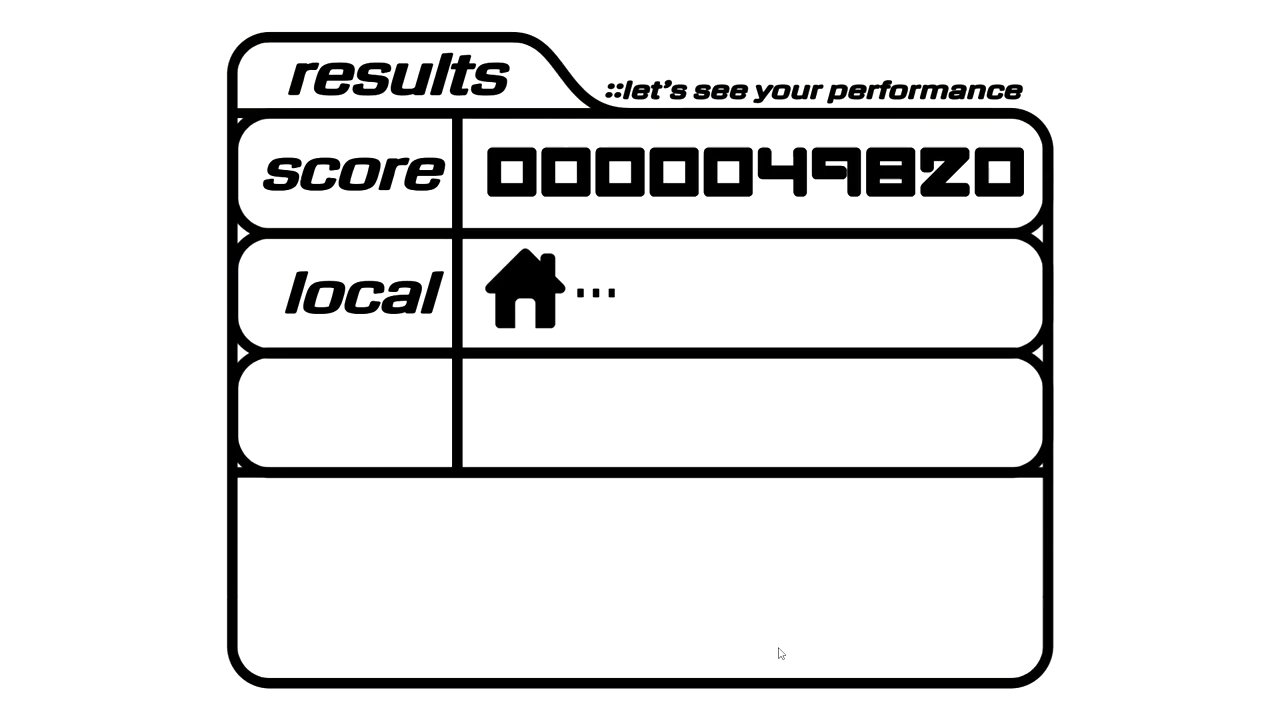 results
::let's see your performance
score 0000049820
local ...